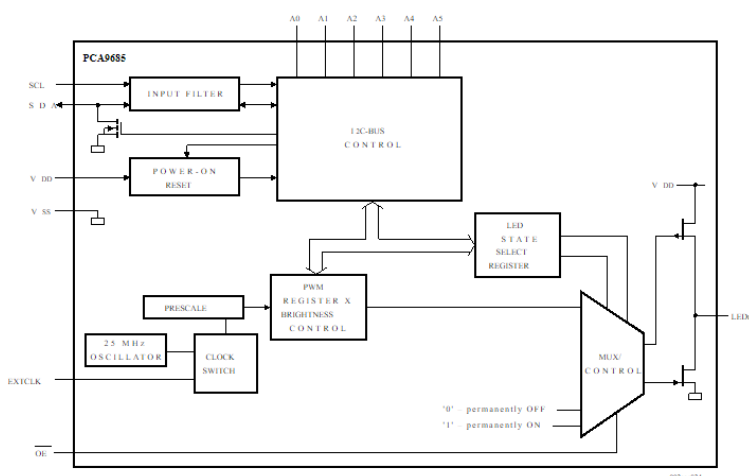 A0 A1 A2 A3 A4 A5
PCA9685
SCL
INPUT FILTER
S D A
I2C-BUS
CONTROL
POWER-ON
RESET
V DD
V SS
V DD
LED
STATE
SELECT
REGISTER
PWM
REGISTER X
BRIGHTNESS
CONTROL
PRESCALE
LED
25 MHz
OSCILLATOR
CLOCK
SWITCH
MUX/
CONTROL
EXTCLK
'0' - permanently OFF
'1' - permanently ON
OE